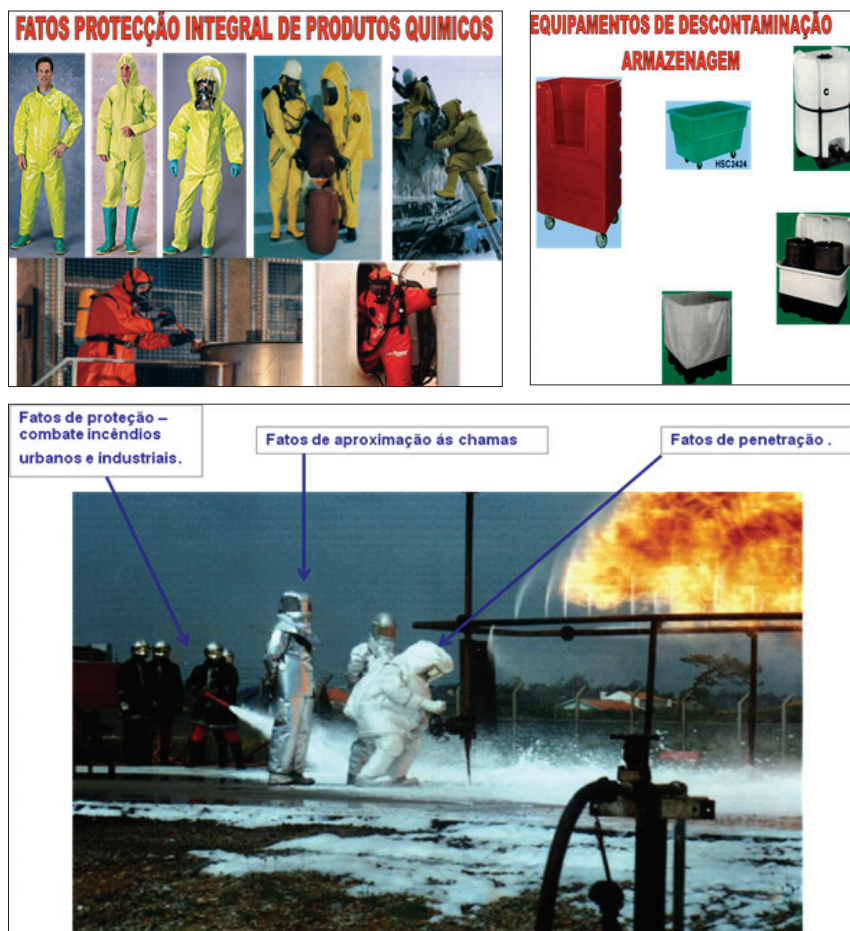 FATOS PROTECÇÃO INTEGRAL DE PRODUTOS QUIMICOS
EQUIPAMENTOS DE DESCONTAMINAÇÃO
ARMAZENAGEM
C
HSC2424
Fatos de proteção –
combate incêndios
urbanos e industriais.
Fatos de aproximação ás chamas
Fatos de penetração .